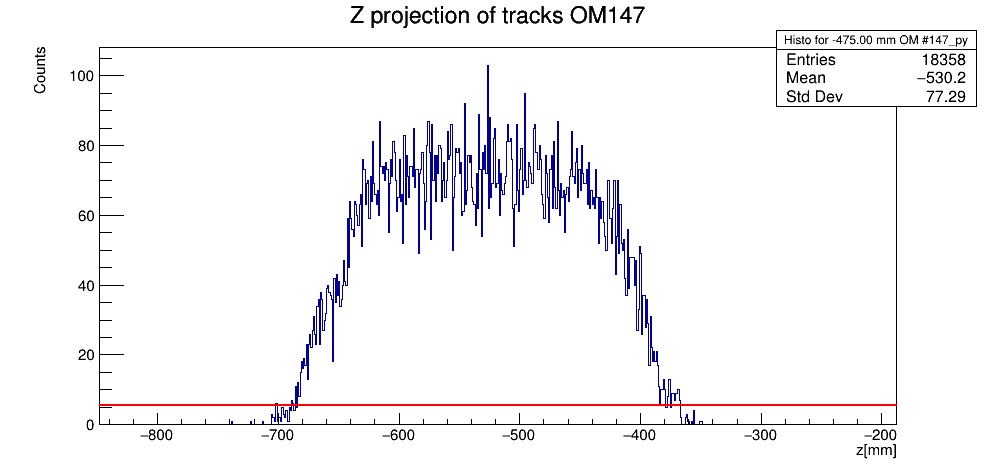 Z projection of tracks OM147
Histo for -475.00 mm OM #147_py
Entries 18358
Mean −530.2
Std Dev 77.29
Counts
100
80
60
40
20
0
−800 −700 −600 −500 −400 −300 −200
z[mm]